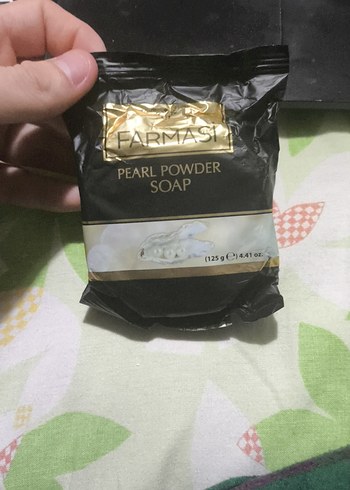 FARMASi
PEARL POWDER
SOAP
(125 g ℮) 4.41 oz.